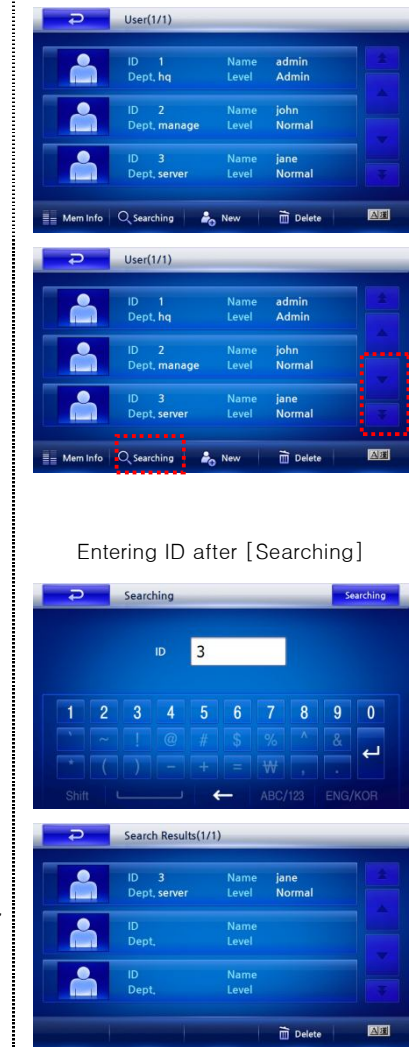 User(1/1)
ID 1 Name admin
Dept. hq Level Admin
ID 2 Name john
Dept. manage Level Normal
ID 3 Name jane
Dept. server Level Normal
Mem Info Searching New Delete A폰
User(1/1)
ID 1 Name admin
Dept. hq Level Admin
ID 2 Name john
Dept. manage Level Normal
ID 3 Name jane
Dept. server Level Normal
Mem Info Searching New Delete
Entering ID after [Searching]
Searching Searching
ID 3
1 2 3 4 5 6 7 8 9 0
` ~ ! @ # $ % ^ &
* ( ) - + = ₩ , .
Shift ABC/123 ENG/KOR
Search Results(1/1)
ID 3 Name jane
Dept. server Level Normal
ID Name
Dept. Level
ID Name
Dept. Level
Delete